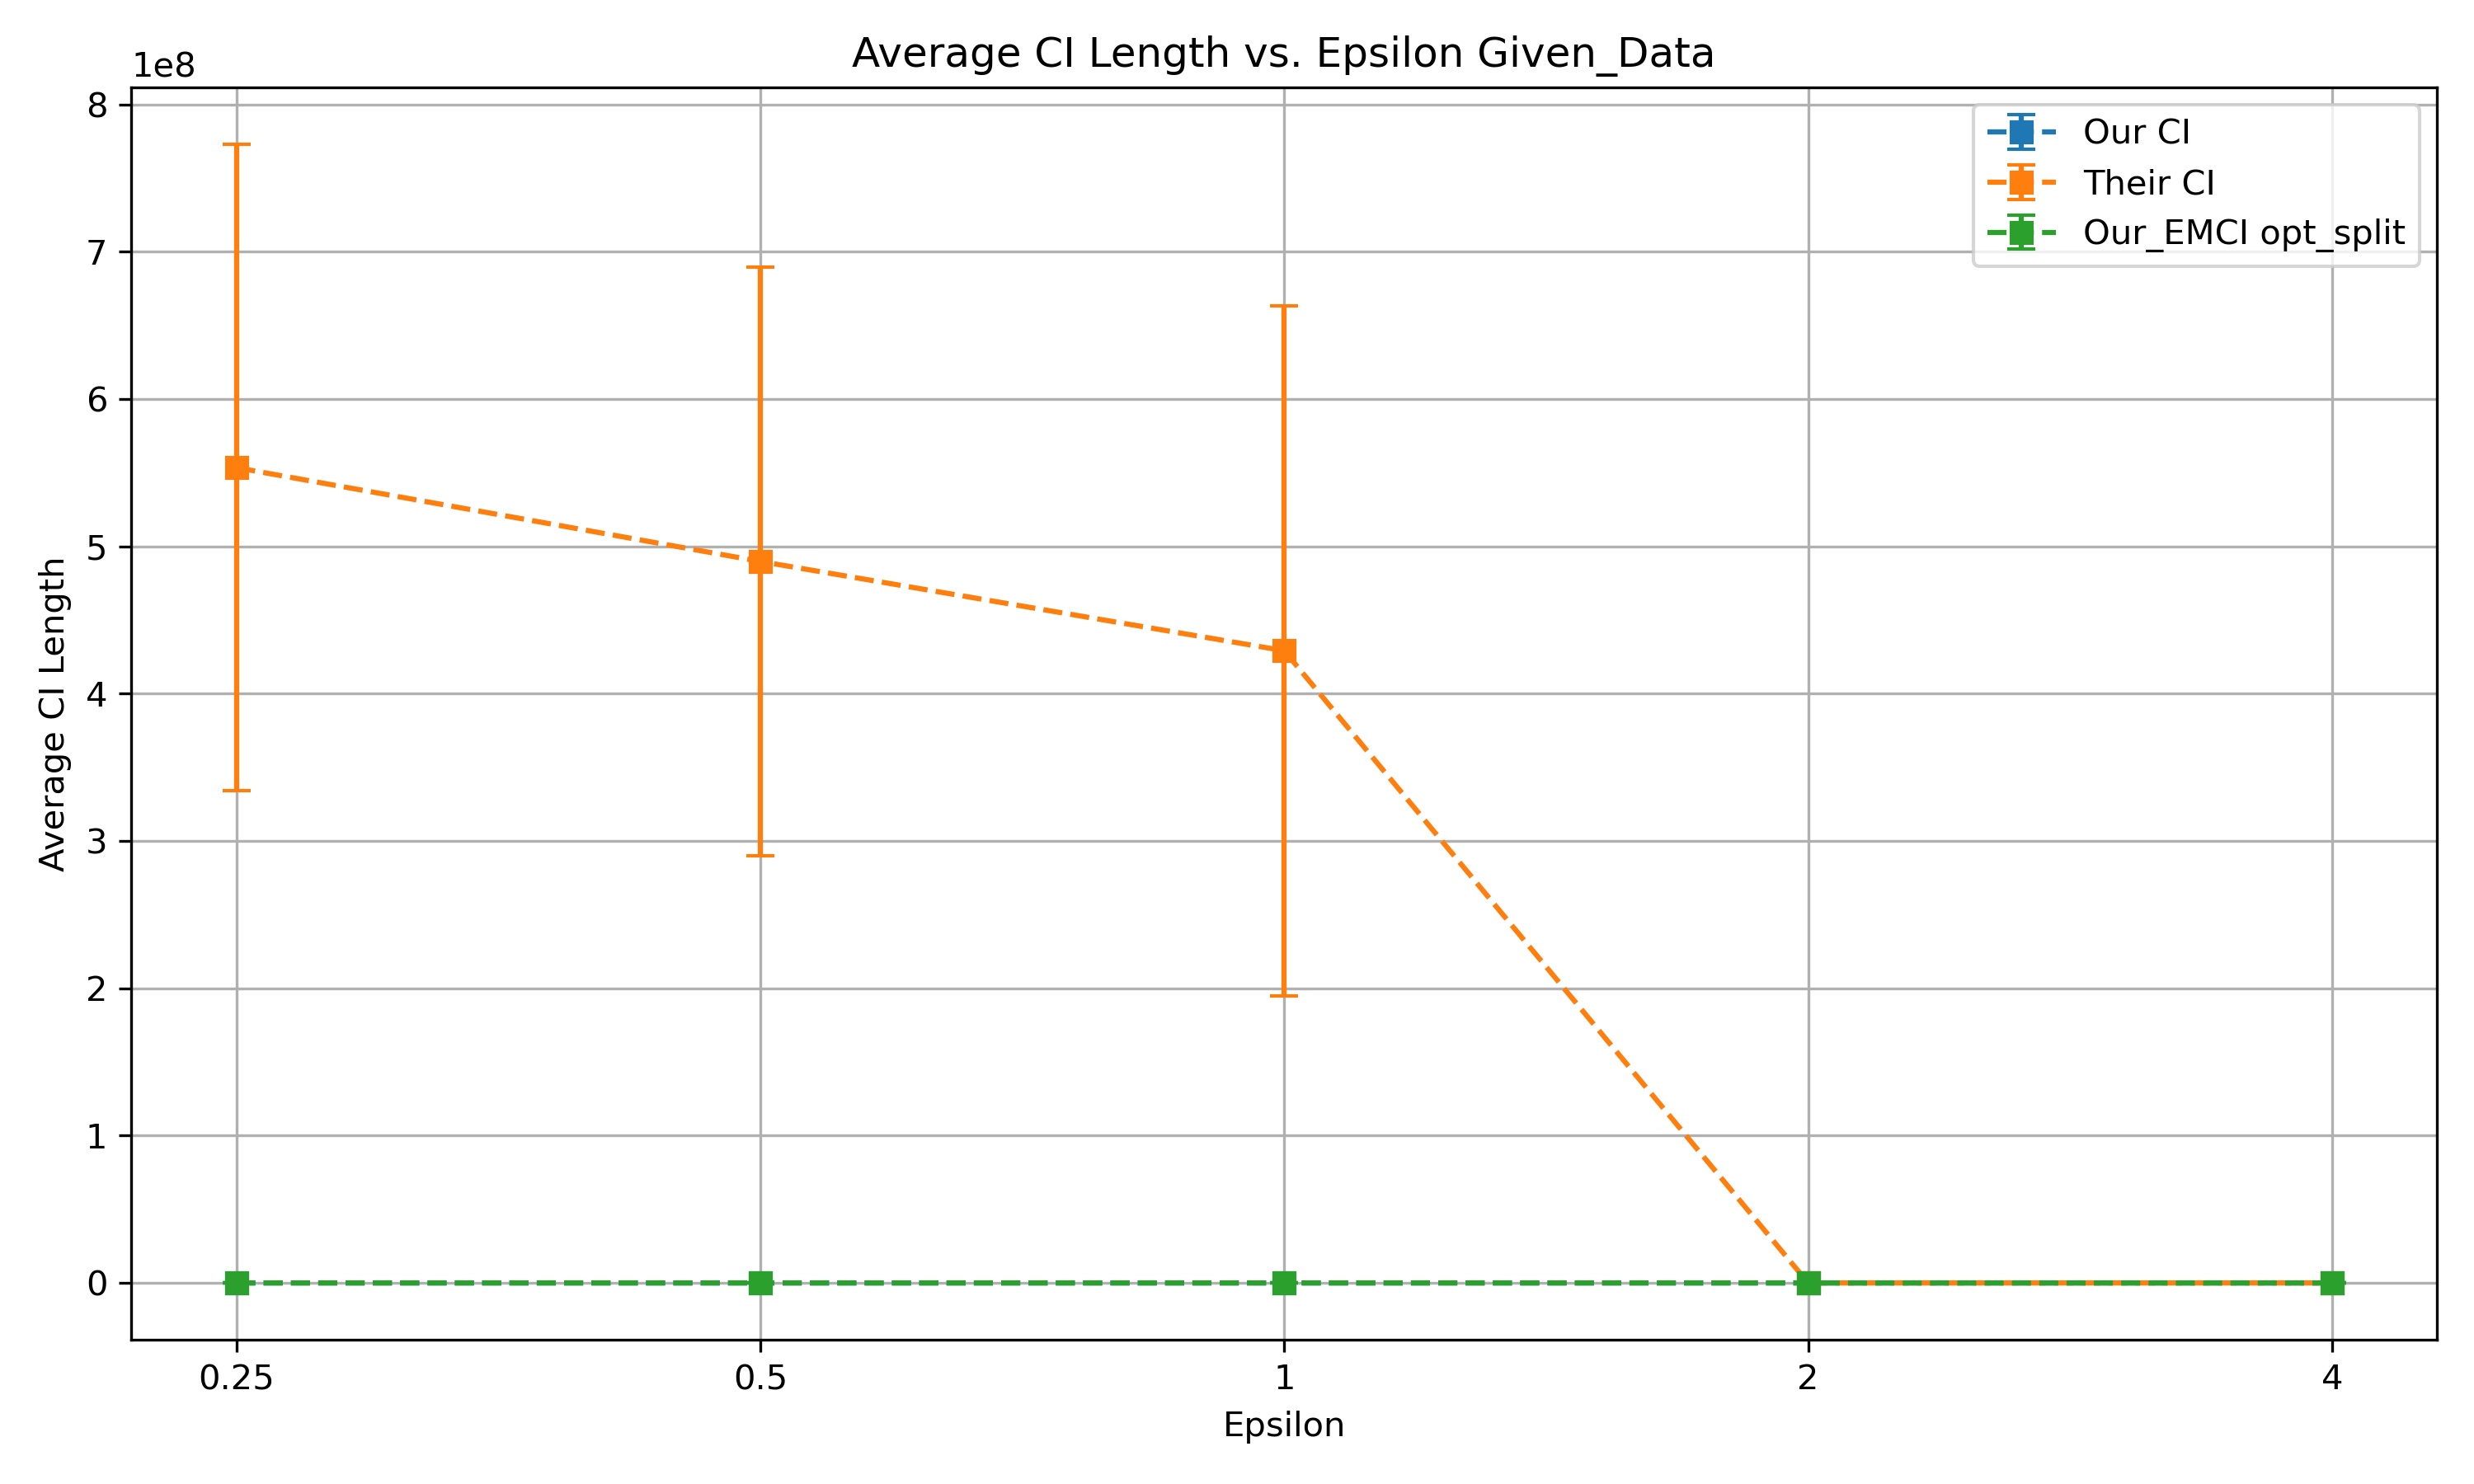 Average CI Length vs. Epsilon Given_Data
1e8
8
7
6
5
4
3
2
1
0
Average CI Length
Our CI
Their CI
Our_EMCI opt_split
0.25 0.5 1 2 4
Epsilon